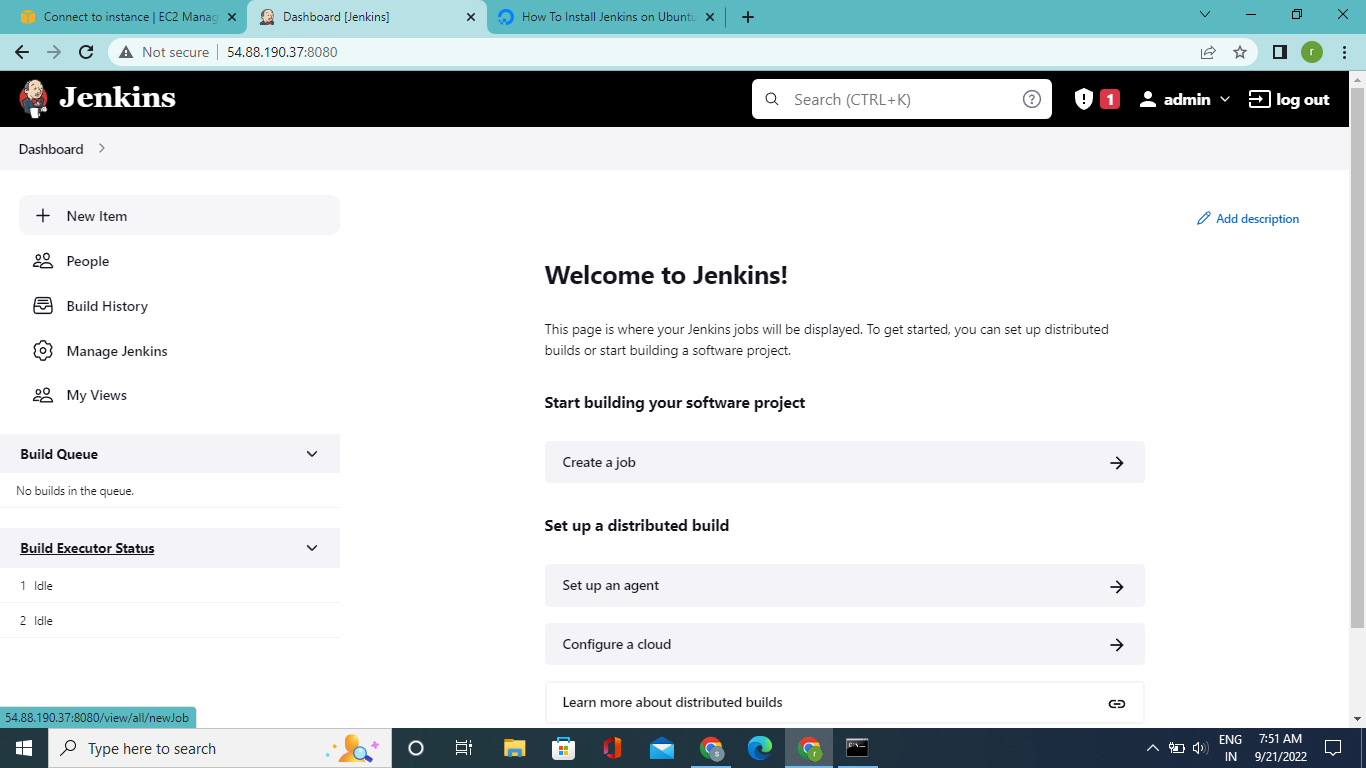 Connect to instance | EC2 Manag
Dashboard [Jenkins]
How To Install Jenkins on Ubuntu
Not secure
54.88.190.37:8080
r
Jenkins
Search (CTRL+K)
1
admin
log out
Dashboard
New Item
People
Build History
Manage Jenkins
My Views
Build Queue
No builds in the queue.
Build Executor Status
1 Idle
2 Idle
Add description
Welcome to Jenkins!
This page is where your Jenkins jobs will be displayed. To get started, you can set up distributed
builds or start building a software project.
Start building your software project
Create a job
Set up a distributed build
Set up an agent
Configure a cloud
Learn more about distributed builds
54.88.190.37:8080/view/all/newJob
Type here to search
s
r
ENG
IN
7:51 AM
9/21/2022